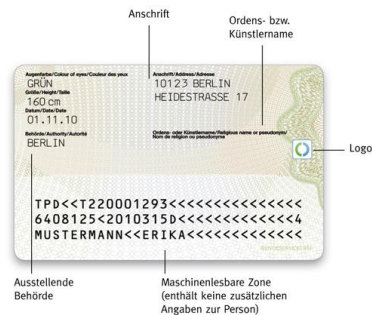 Anschrift
Ordens- bzw.
Künstlername
Augenfarbe/Colour of eyes/Couleur des yeux
GRÜN
Größe/Height/Taille
160 cm
Datum/Date/Date
01.11.10
Behörde/Authority/Autorité
BERLIN
Anschrift/Address/Adresse
10123 BERLIN
HEIDESTRASSE 17
Ordens- oder Künstlername/Religious name or pseudonym/
Nom de religion ou pseudonyme
Logo
TPD<<T220001293<<<<<<<<<<<<<<<
6408125<2010315D<<<<<<<<<<<<<4
MUSTERMANN<<ERIKA<<<<<<<<<<<<<
Ausstellende
Behörde
Maschinenlesbare Zone
(enthält keine zusätzlichen
Angaben zur Person)